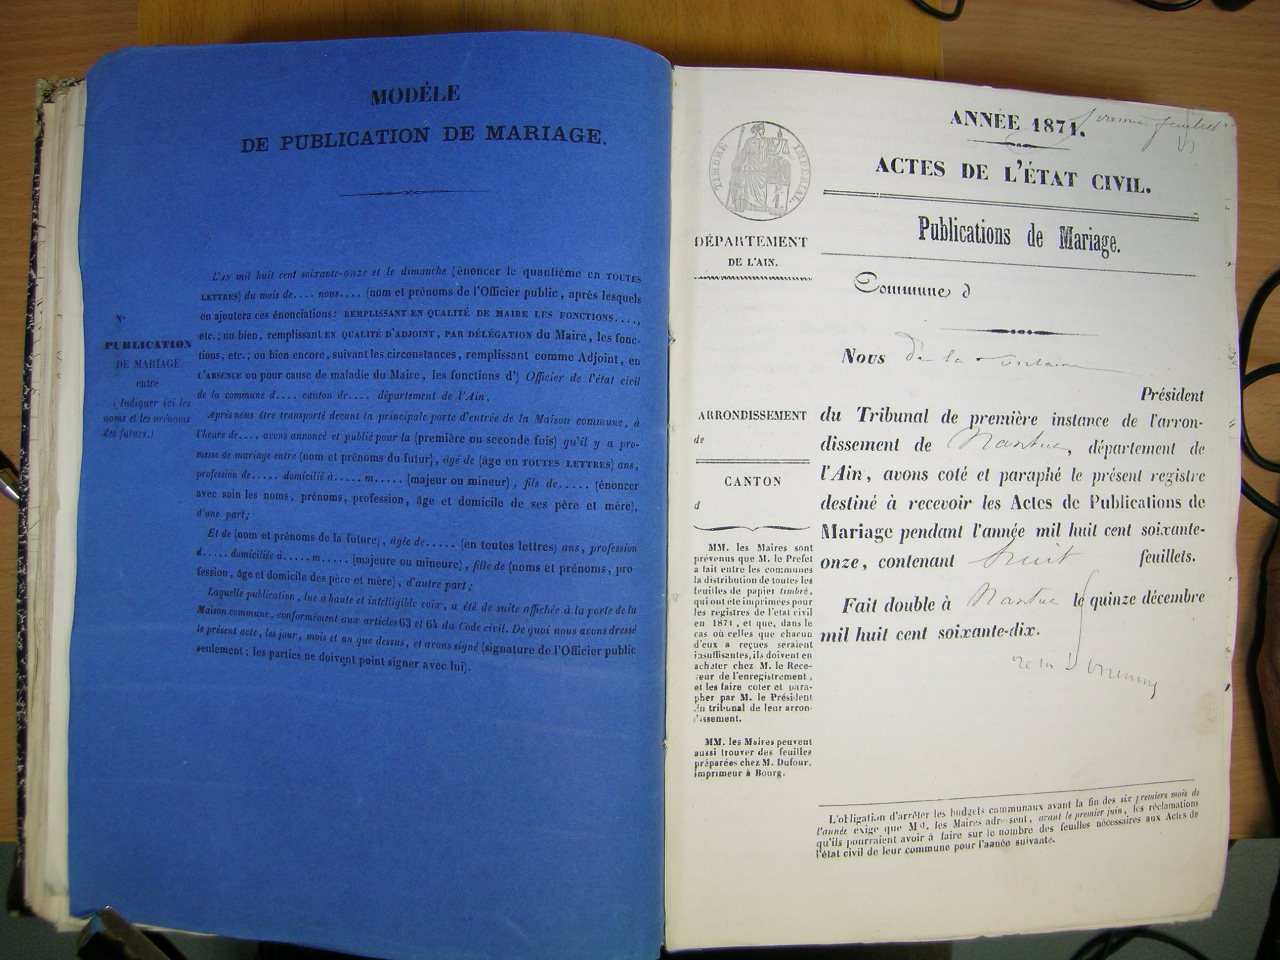 MODÈLE
DE PUBLICATION DE MARIAGE.
N°
PUBLICATION
DE MARIAGE
entre
(Indiquer ici les
noms et les prénoms
des futurs.)
L'AN mil huit cent soixante-onze et le dimanche (énoncer le quantième en TOUTES
LETTRES) du mois de.... nous.... (nom et prénoms de l'Officier public, après lesquels
on ajoutera ces énonciations: REMPLISSANT EN QUALITÉ DE MAIRE LES FONCTIONS....,
etc.; ou bien, remplissant EN QUALITÉ D'ADJOINT, PAR DÉLÉGATION du Maire, les fonc-
tions, etc.; ou bien encore, suivant les circonstances, remplissant comme Adjoint, en
L'ABSENCE ou pour cause de maladie du Maire, les fonctions d') Officier de l'état civil
de la commune d.... canton de.... département de l'Ain,
Après nous être transporté devant la principale porte d'entrée de la Maison commune, à
l'heure de.... avons annoncé et publié pour la (première ou seconde fois) qu'il y a pro-
messe de mariage entre (nom et prénoms du futur), âgé de (âge en TOUTES LETTRES) ans,
profession de..... domicilié à..... m.... (majeur ou mineur), fils de..... (énoncer
avec soin les noms, prénoms, profession, âge et domicile de ses père et mère),
d'une part;
Et de (nom et prénoms de la future), âgée de..... (en toutes lettres) ans, profession
d..... domiciliée à..... m..... (majeure ou mineure), fille de (noms et prénoms, pro-
fession, âge et domicile des père et mère), d'autre part;
Laquelle publication, lue à haute et intelligible voix, a été de suite affichée à la porte de la
Maison commune, conformément aux articles 63 et 64 du Code civil. De quoi nous avons dressé
le présent acte, les jour, mois et an que dessus, et avons signé (signature de l'Officier public
seulement; les parties ne doivent point signer avec lui).
ANNÉE 1871.
ACTES DE L'ÉTAT CIVIL.
Publications de Mariage.
TIMBRE IMPÉRIAL
DÉPARTEMENT
DE L'AIN.
Commune d
Nous De la
Président
du Tribunal de première instance de l'arron-
dissement de Nantua, département de
l'Ain, avons coté et paraphé le présent registre
destiné à recevoir les Actes de Publications de
Mariage pendant l'année mil huit cent soixante-
onze, contenant huit feuillets.
Fait double à Nantua le quinze décembre
mil huit cent soixante-dix.
ARRONDISSEMENT
de
CANTON
d
MM. les Maires sont
prévenus que M. le Préfet
a fait entre les communes
la distribution de toutes les
feuilles de papier timbré,
qui ont été imprimées pour
les registres de l'état civil
en 1871, et que, dans le
cas où celles que chacun
d'eux a reçues seraient
insuffisantes, ils doivent en
acheter chez M. le Rece-
veur de l'enregistrement,
et les faire coter et para-
pher par M. le Président
du tribunal de leur arron-
dissement.
MM. les Maires peuvent
aussi trouver des feuilles
préparées chez M. Dufour,
imprimeur à Bourg.
L'obligation d'arrêter les budgets communaux avant la fin des six premiers mois de
l'année exige que MM. les Maires adressent, avant le premier juin, les réclamations
qu'ils pourraient avoir à faire sur le nombre des feuilles nécessaires aux Actes de
l'état civil de leur commune pour l'année suivante.